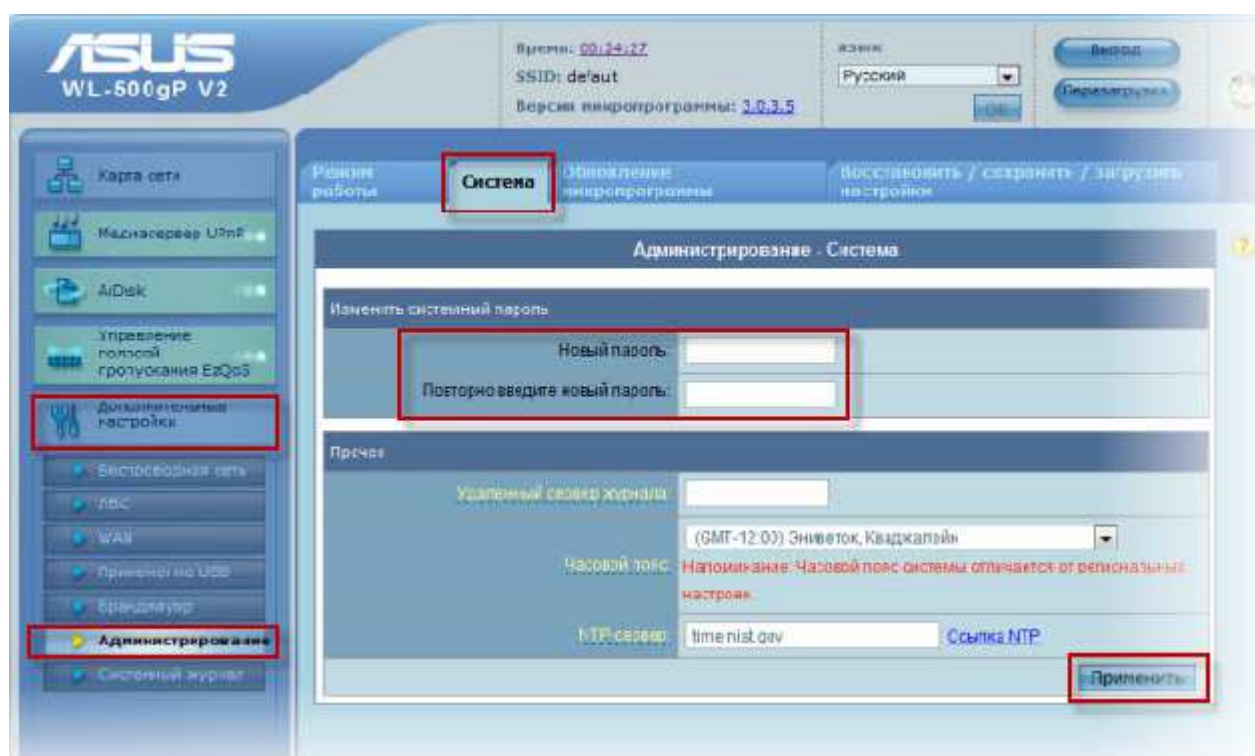 ASUS
WL-500gP V2
Время: 00:34:27
SSID: defaut
Версия микропрограммы: 3.0.3.5
язык
Русский
OK
Выход
Перезагрузка
Карта сети
Медиасервер UPnP
AiDisk
Управление
полосой
пропускания EzQoS
Дополнительные
настройки
Беспроводная сеть
ЛВС
WAN
Брандмауэр
Администрирование
Системный журнал
Режим
работы
Система
Обновление
микропрограммы
Восстановить / сохранить / загрузить
настройки
Администрирование - Система
Изменить системный пароль
Новый пароль:
Повторно введите новый пароль:
Прочее
Удаленный сервер журнала:
Часовой пояс:
(GMT-12:00) Эниветок, Кваджалейн
Напоминание: Часовой пояс системы отличается от региональных
настроек.
NTP-сервер:
time.nist.gov
Ссылка NTP
Применить